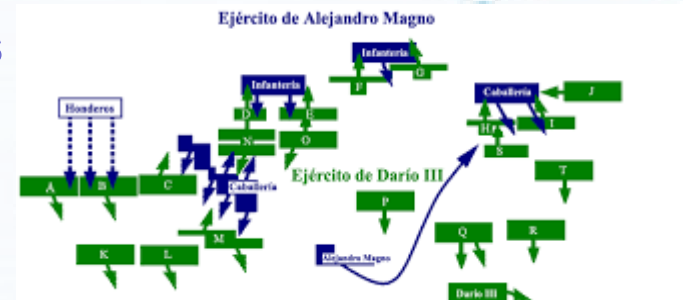 Ejército de Alejandro Magno
Infantería
G
F
Infantería
Caballería
J
Honderos
D
E
H
I
N
O
S
Ejército de Darío III
T
A
B
C
Caballería
P
M
Q
R
K
L
Alejandro Magno
Darío III